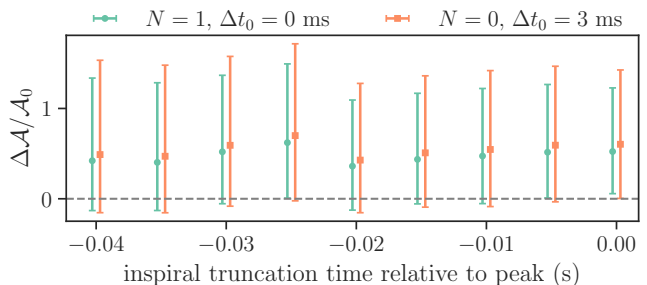 N = 1, Δt₀ = 0 ms N = 0, Δt₀ = 3 ms
ΔA/A₀
1
0
−0.04 −0.03 −0.02 −0.01 0.00
inspiral truncation time relative to peak (s)